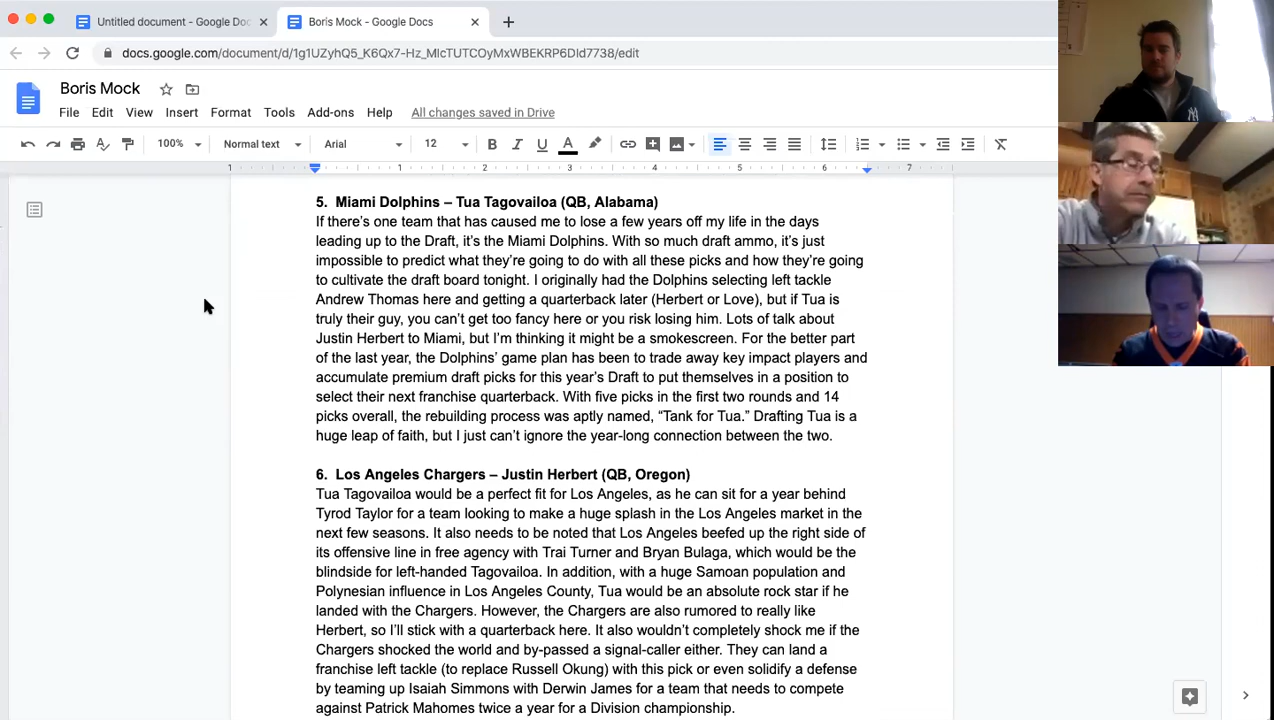 Untitled document - Google Doc
Boris Mock - Google Docs
docs.google.com/document/d/1g1UZyhQ5_K6Qx7-Hz_MIcTUTCOyMxWBEKRP6DId7738/edit
Boris Mock
File Edit View Insert Format Tools Add-ons Help All changes saved in Drive
100% Normal text Arial 12 B I U A
1 1 2 3 4 5 6 7
5. Miami Dolphins – Tua Tagovailoa (QB, Alabama)
If there’s one team that has caused me to lose a few years off my life in the days
leading up to the Draft, it’s the Miami Dolphins. With so much draft ammo, it’s just
impossible to predict what they’re going to do with all these picks and how they’re going
to cultivate the draft board tonight. I originally had the Dolphins selecting left tackle
Andrew Thomas here and getting a quarterback later (Herbert or Love), but if Tua is
truly their guy, you can’t get too fancy here or you risk losing him. Lots of talk about
Justin Herbert to Miami, but I’m thinking it might be a smokescreen. For the better part
of the last year, the Dolphins’ game plan has been to trade away key impact players and
accumulate premium draft picks for this year’s Draft to put themselves in a position to
select their next franchise quarterback. With five picks in the first two rounds and 14
picks overall, the rebuilding process was aptly named, “Tank for Tua.” Drafting Tua is a
huge leap of faith, but I just can’t ignore the year-long connection between the two.
6. Los Angeles Chargers – Justin Herbert (QB, Oregon)
Tua Tagovailoa would be a perfect fit for Los Angeles, as he can sit for a year behind
Tyrod Taylor for a team looking to make a huge splash in the Los Angeles market in the
next few seasons. It also needs to be noted that Los Angeles beefed up the right side of
its offensive line in free agency with Trai Turner and Bryan Bulaga, which would be the
blindside for left-handed Tagovailoa. In addition, with a huge Samoan population and
Polynesian influence in Los Angeles County, Tua would be an absolute rock star if he
landed with the Chargers. However, the Chargers are also rumored to really like
Herbert, so I’ll stick with a quarterback here. It also wouldn’t completely shock me if the
Chargers shocked the world and by-passed a signal-caller either. They can land a
franchise left tackle (to replace Russell Okung) with this pick or even solidify a defense
by teaming up Isaiah Simmons with Derwin James for a team that needs to compete
against Patrick Mahomes twice a year for a Division championship.